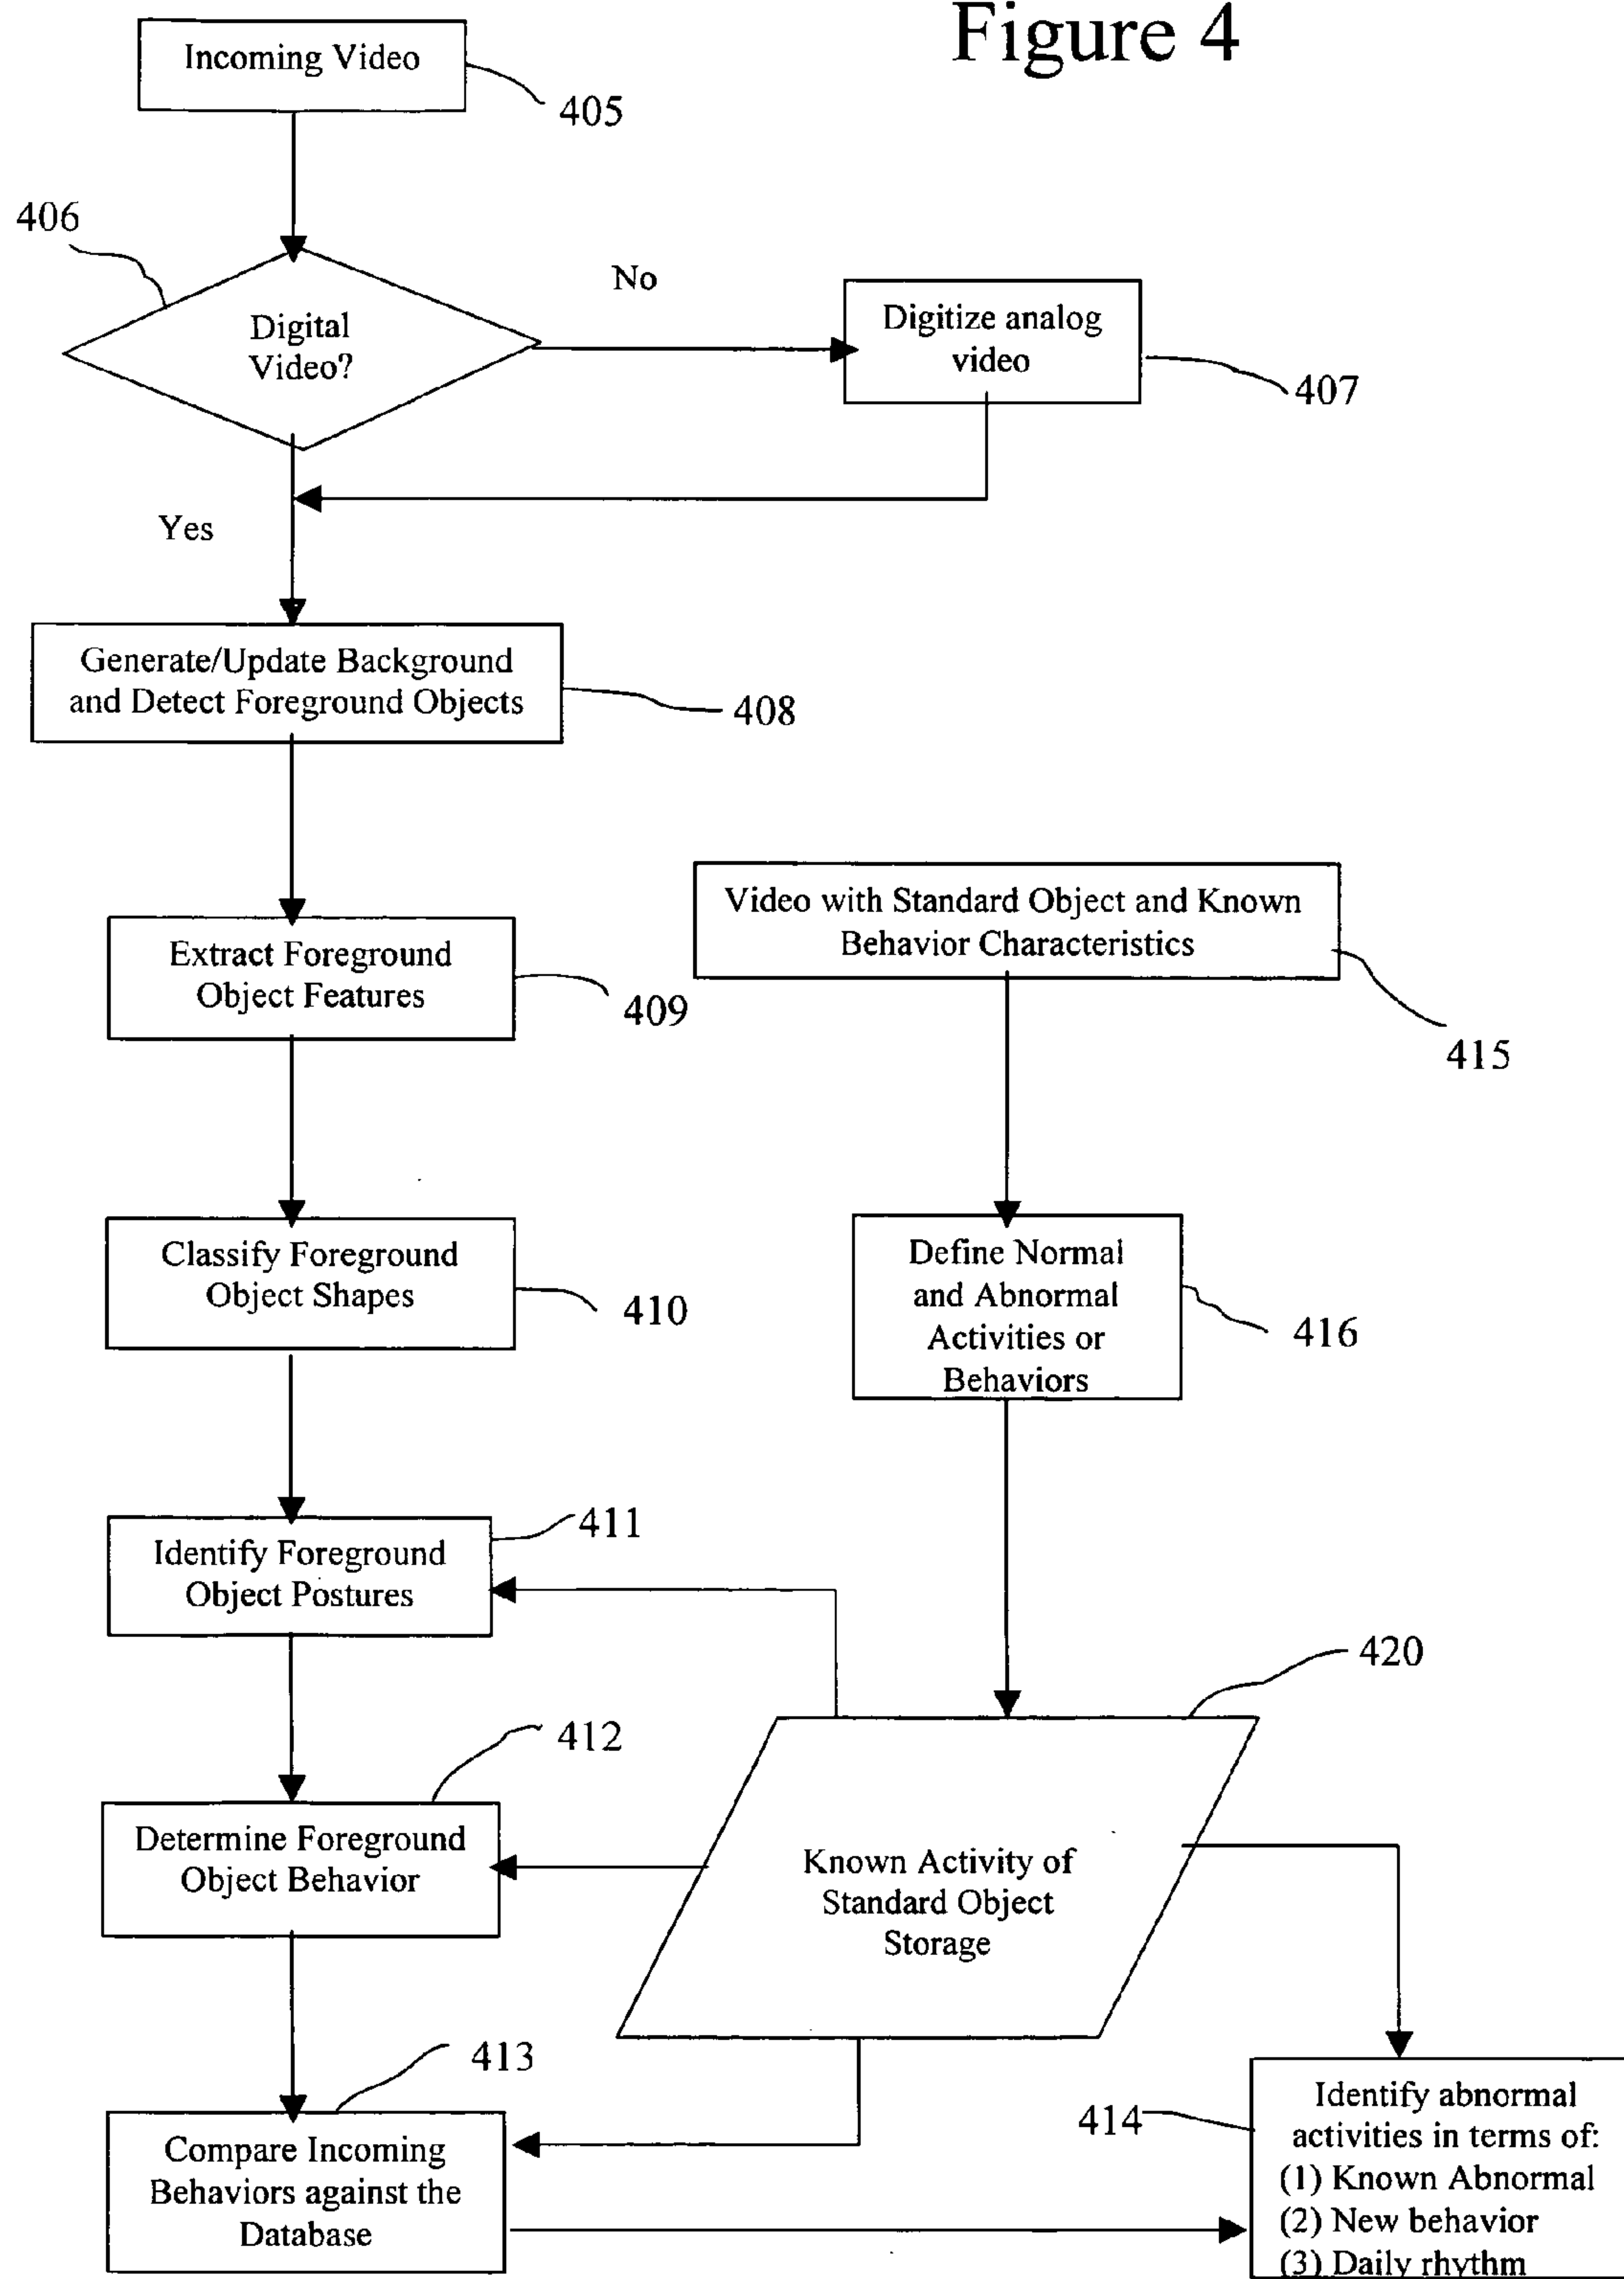 Figure 4
Incoming Video
405
406
Digital
Video?
No
Digitize analog
video
407
Yes
Generate/Update Background
and Detect Foreground Objects
408
Extract Foreground
Object Features
409
Video with Standard Object and Known
Behavior Characteristics
415
Classify Foreground
Object Shapes
410
Define Normal
and Abnormal
Activities or
Behaviors
416
Identify Foreground
Object Postures
411
420
Determine Foreground
Object Behavior
412
Known Activity of
Standard Object
Storage
413
Compare Incoming
Behaviors against the
Database
414
Identify abnormal
activities in terms of:
(1) Known Abnormal
(2) New behavior
(3) Daily rhythm